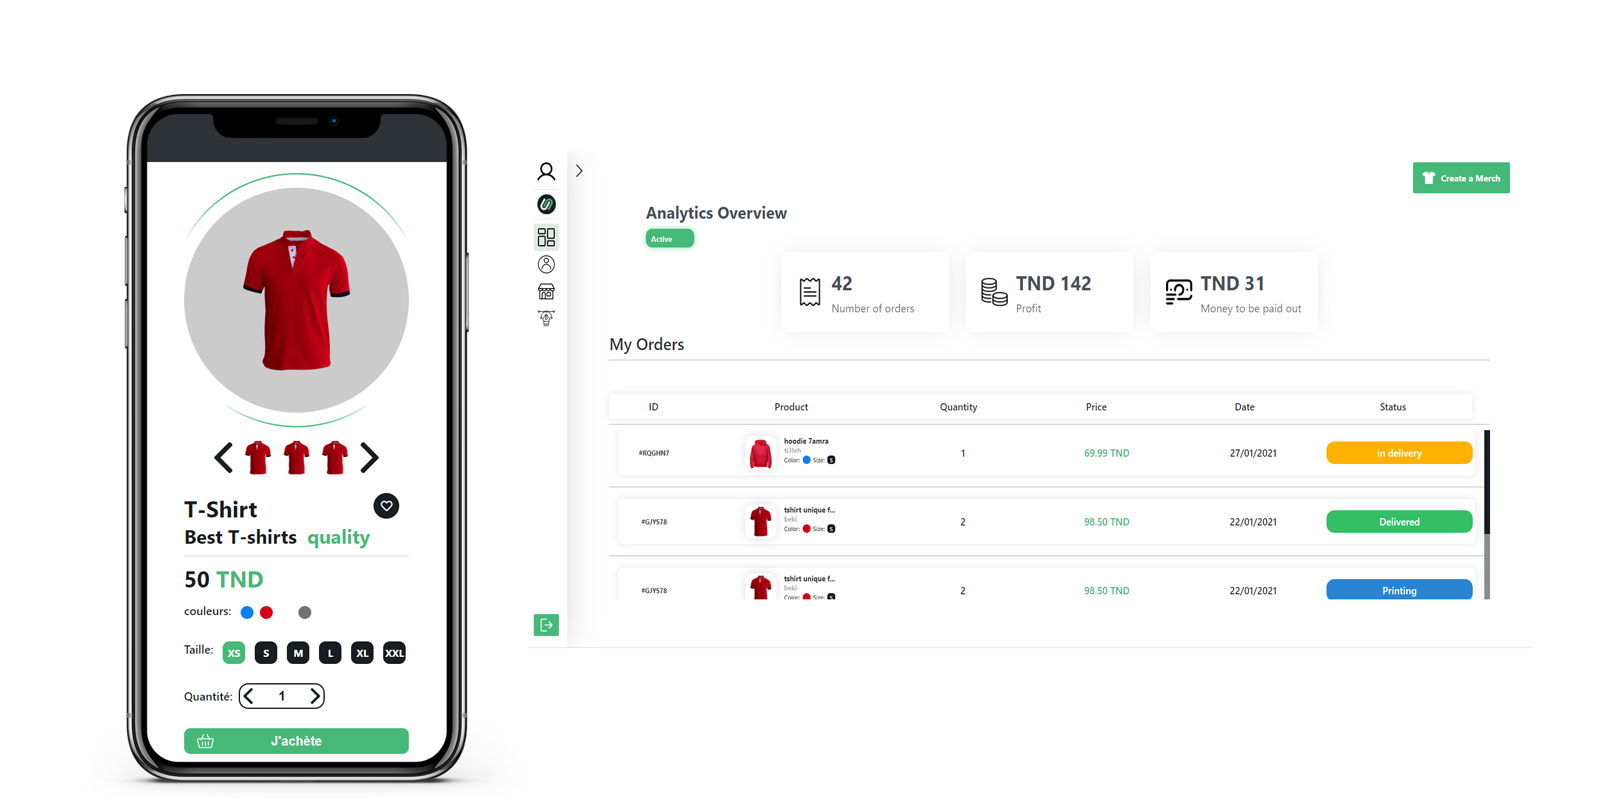 T-Shirt
Best T-shirts quality
50 TND
couleurs:
Taille: XS S M L XL XXL
Quantité: 1
J'achète
Create a Merch
Analytics Overview
Active
42
Number of orders
TND 142
Profit
TND 31
Money to be paid out
My Orders
ID Product Quantity Price Date Status
#RQGHN7 hoodie 7amra 1 69.99 TND 27/01/2021 in delivery
ti3lieh
Color: Size: S
#GJYS78 tshirt unique f... 2 98.50 TND 22/01/2021 Delivered
beki
Color: Size: S
#GJYS78 tshirt unique f... 2 98.50 TND 22/01/2021 Printing
beki
Color: Size: S